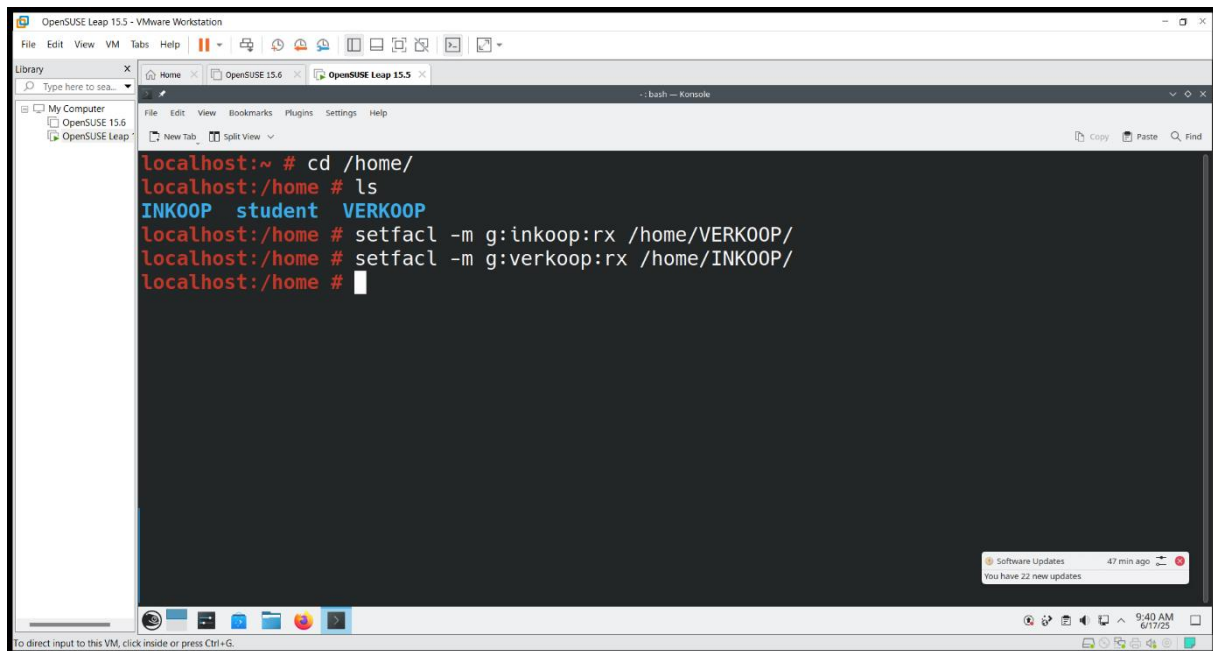 OpenSUSE Leap 15.5 - VMware Workstation
File Edit View VM Tabs Help
Library X
Type here to sea...
My Computer
OpenSUSE 15.6
OpenSUSE Leap 1
Home OpenSUSE 15.6 OpenSUSE Leap 15.5
- : bash — Konsole
File Edit View Bookmarks Plugins Settings Help
New Tab Split View Copy Paste Find
localhost:~ # cd /home/
localhost:/home # ls
INKOOP student VERKOOP
localhost:/home # setfacl -m g:inkoop:rx /home/VERKOOP/
localhost:/home # setfacl -m g:verkoop:rx /home/INKOOP/
localhost:/home #
Software Updates 47 min ago
You have 22 new updates
9:40 AM
6/17/25
To direct input to this VM, click inside or press Ctrl+G.